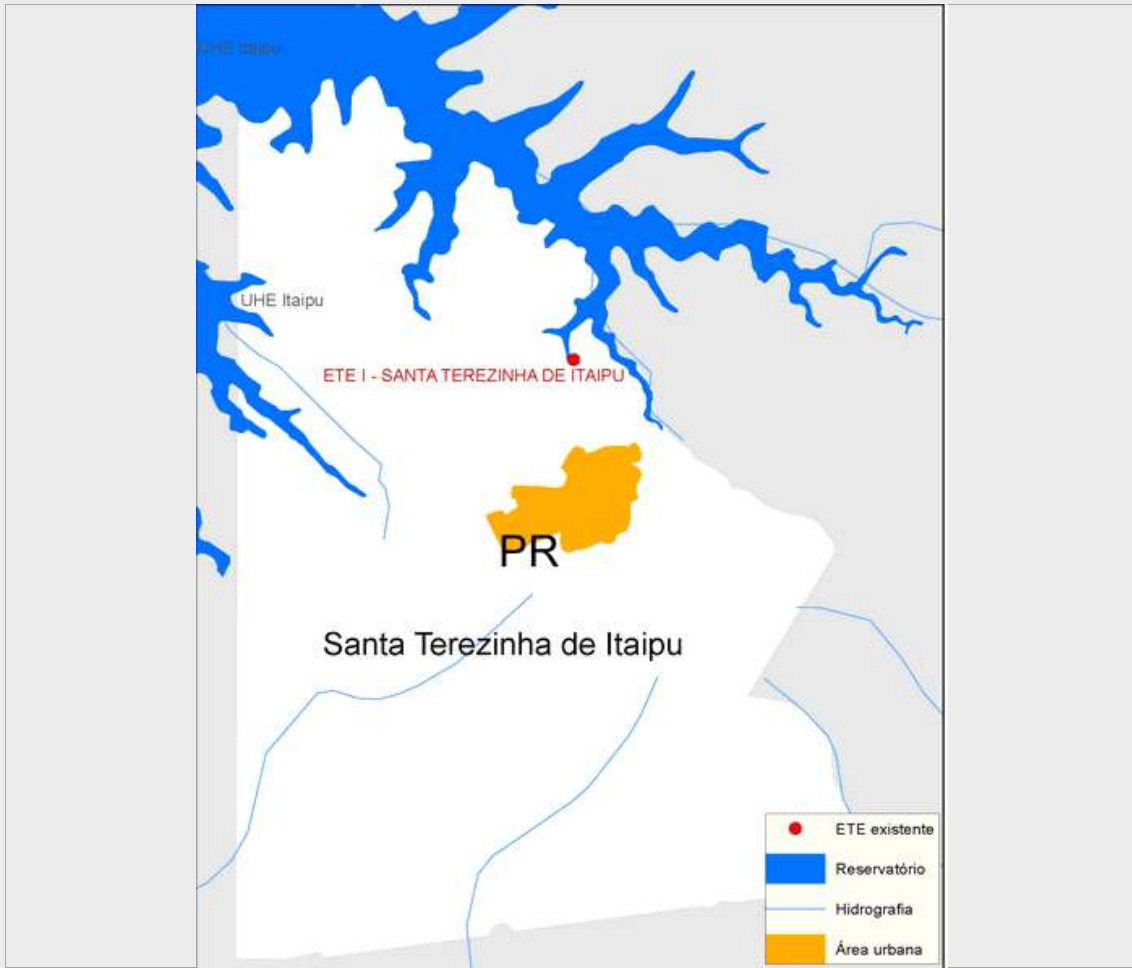 UHE Itaipu
UHE Itaipu
ETE I - SANTA TEREZINHA DE ITAIPU
PR
Santa Terezinha de Itaipu
ETE existente
Reservatório
Hidrografia
Área urbana